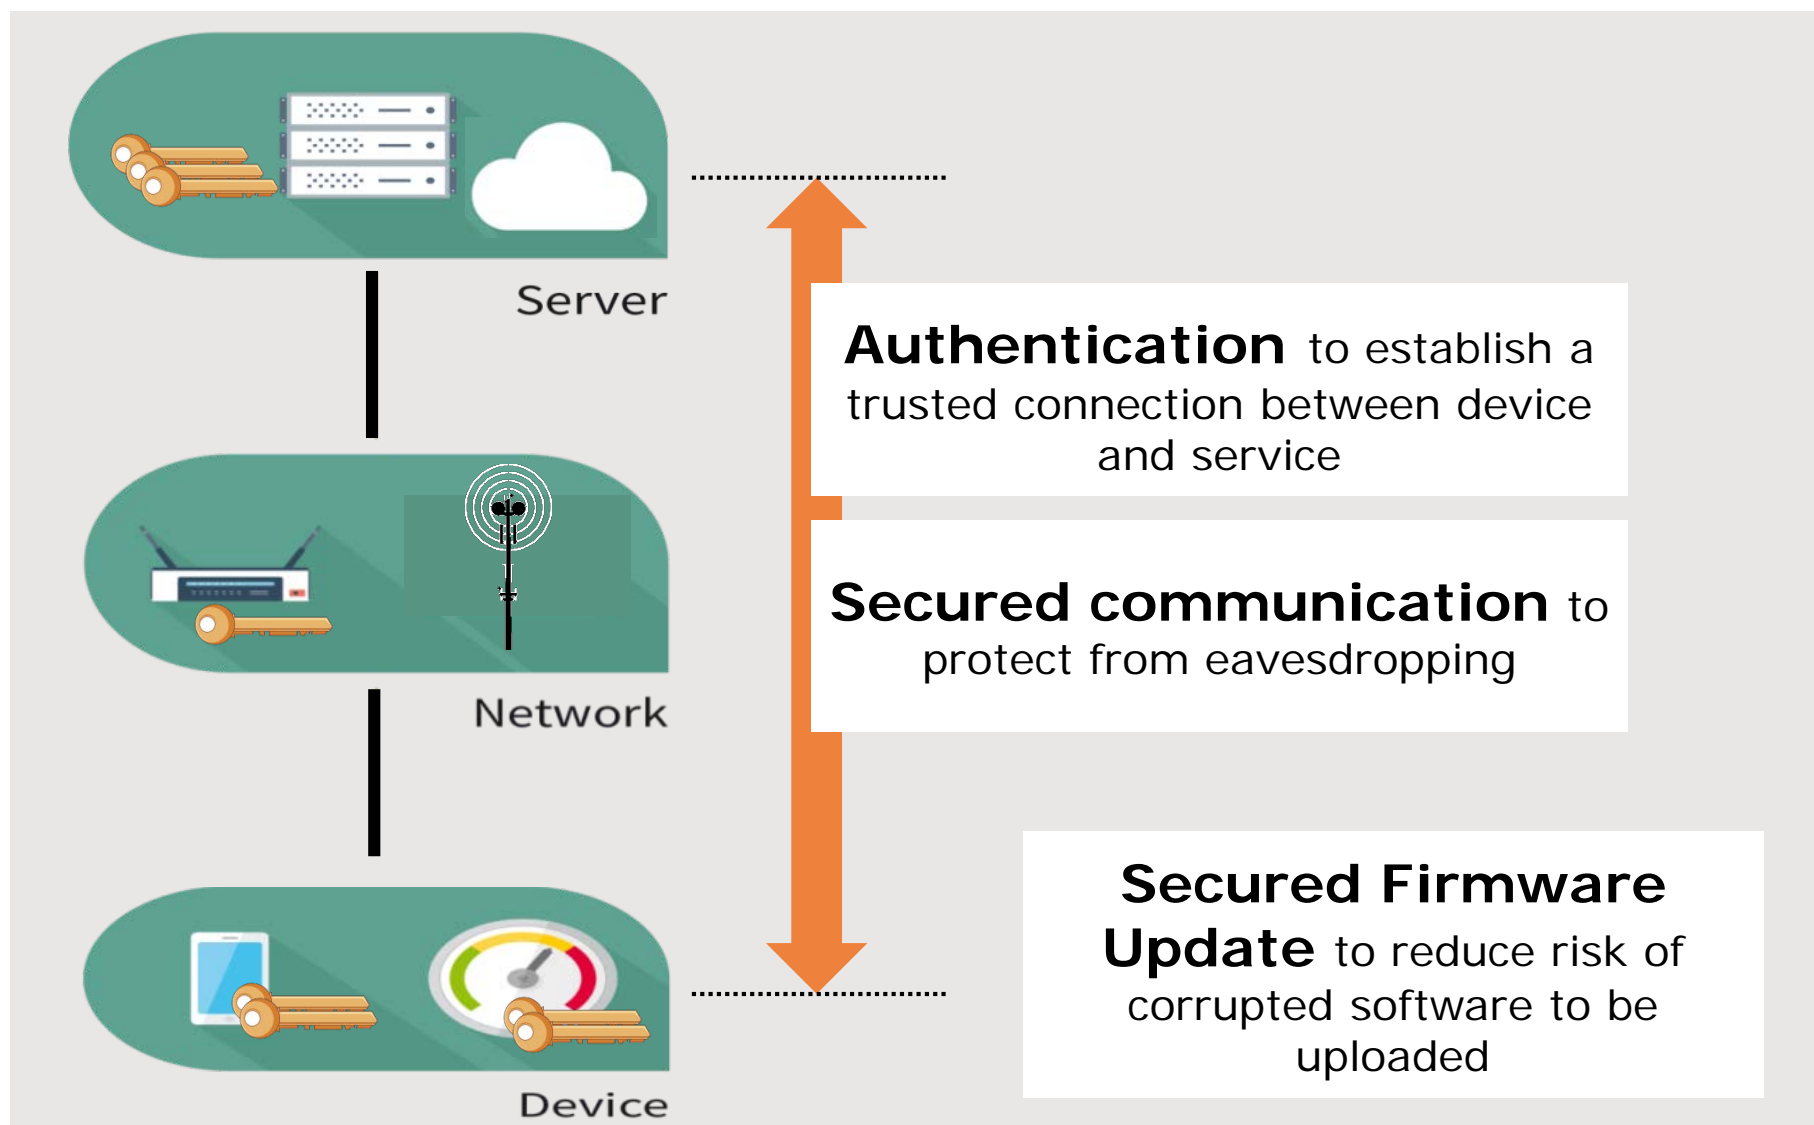 Server
Authentication to establish a
trusted connection between device
and service
Secured communication to
protect from eavesdropping
Network
Secured Firmware
Update to reduce risk of
corrupted software to be
uploaded
Device